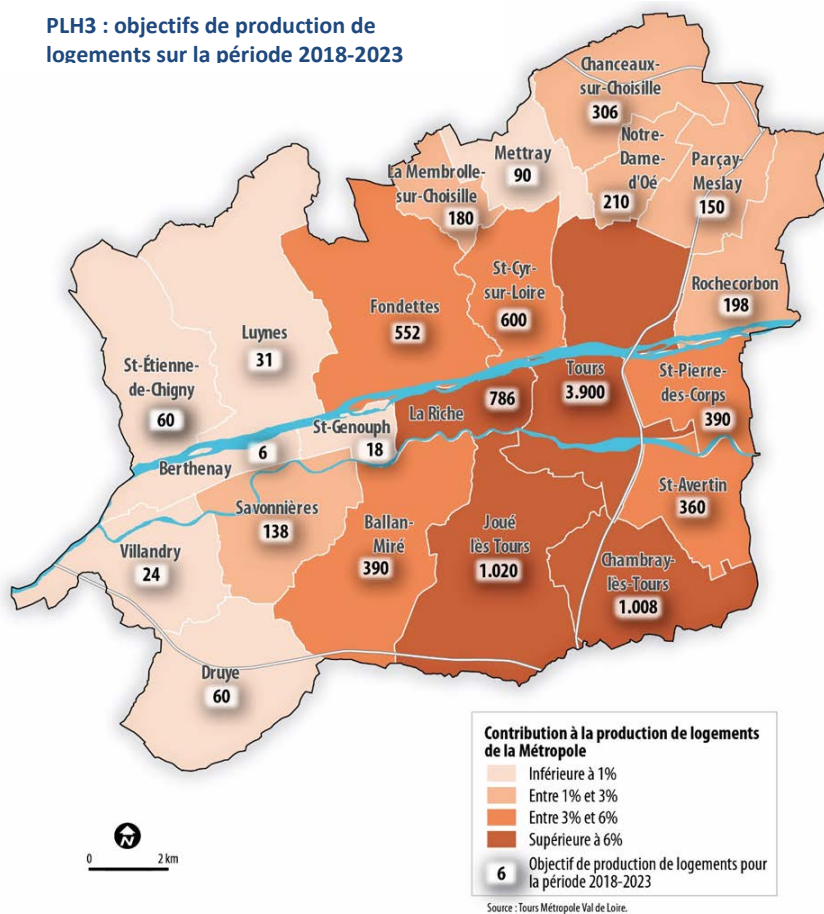 PLH3 : objectifs de production de
logements sur la période 2018-2023
Chanceaux-
sur-Choisille
306
Notre-
Dame-
d'Oé
210
Mettray
90
Parçay-
Meslay
150
La Membrolle-
sur-Choisille
180
St-Cyr-
sur-Loire
600
Rochecorbon
198
Fondettes
552
Luynes
31
St-Étienne-
de-Chigny
60
Tours
3.900
St-Pierre-
des-Corps
390
La Riche
786
St-Genouph
18
Berthenay
6
Savonnières
138
St-Avertin
360
Ballan-
Miré
390
Joué
lès Tours
1.020
Villandry
24
Chambray-
lès-Tours
1.008
Druye
60
Contribution à la production de logements
de la Métropole
Inférieure à 1%
Entre 1% et 3%
Entre 3% et 6%
Supérieure à 6%
6
Objectif de production de logements pour
la période 2018-2023
N
0 2 km
Source : Tours Métropole Val de Loire.